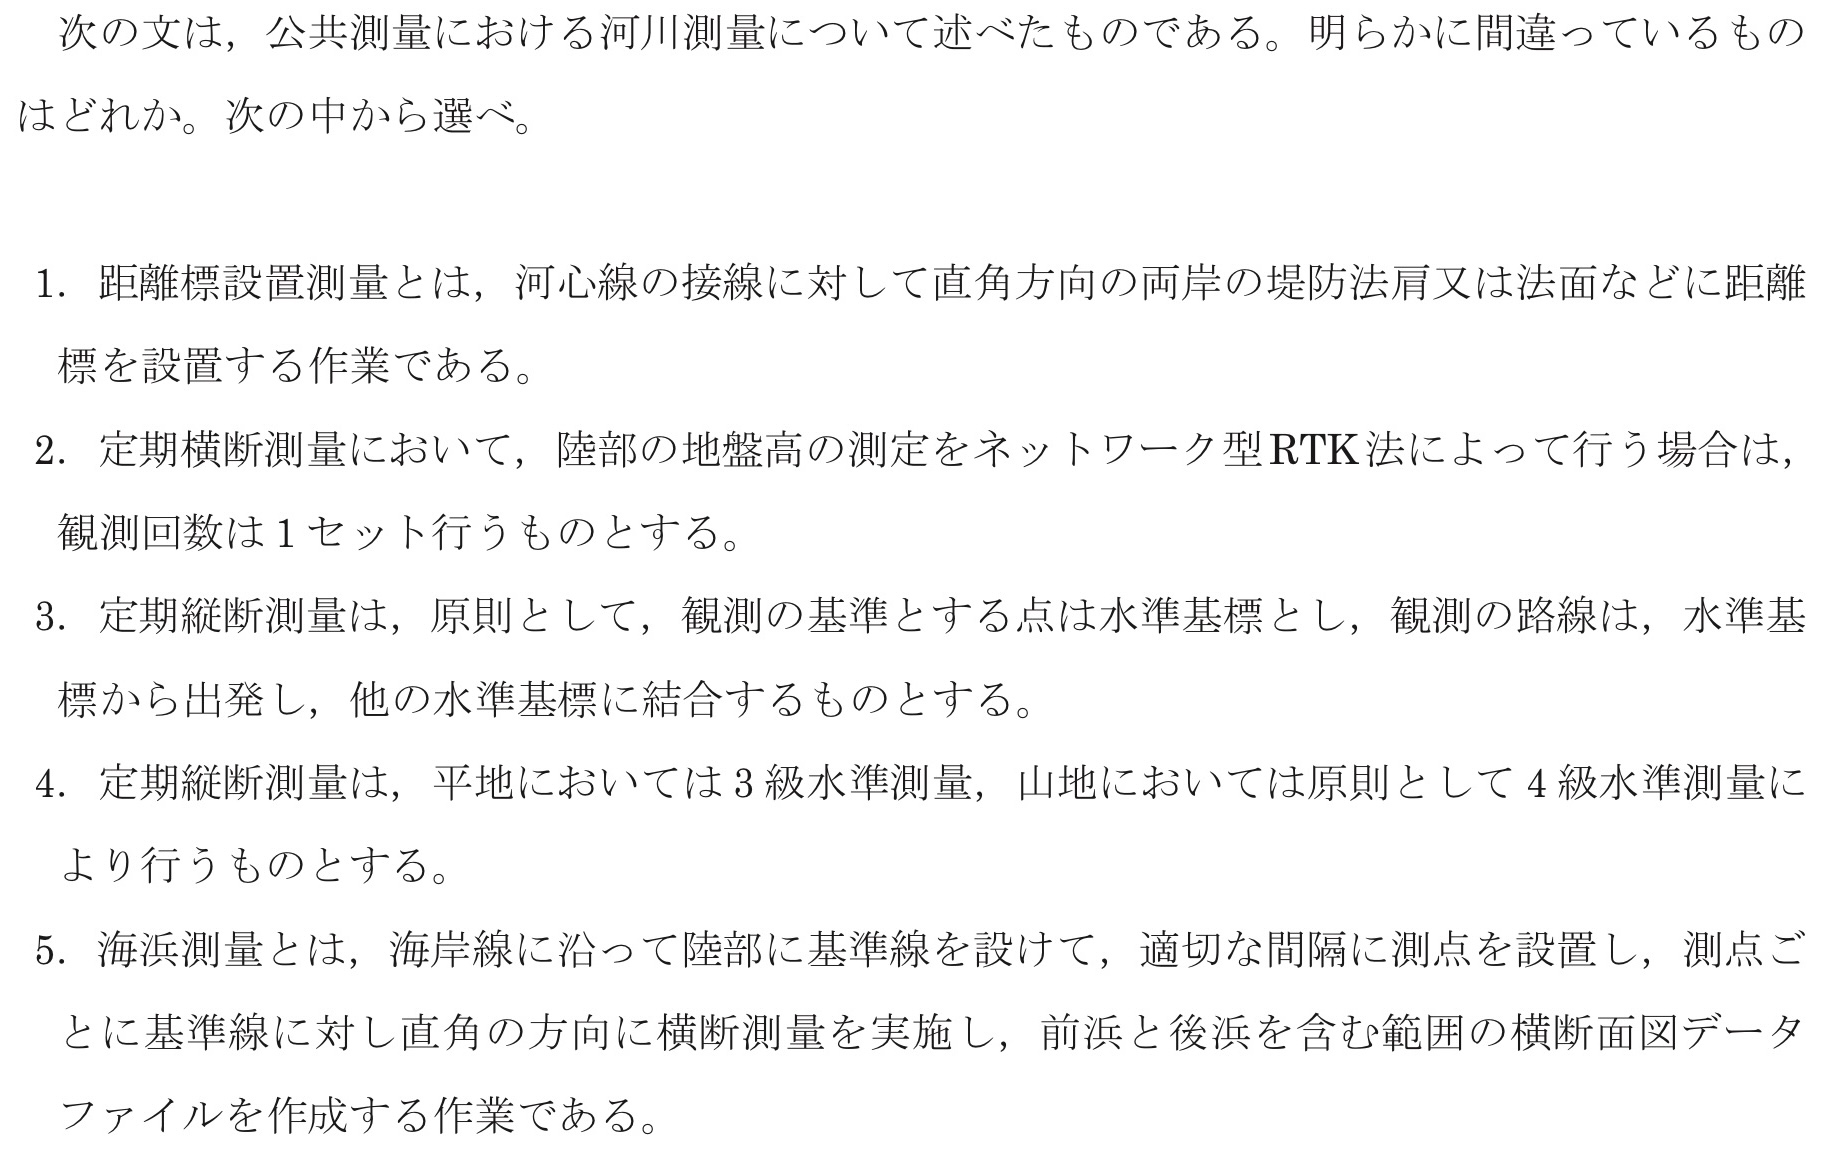 次の文は，公共測量における河川測量について述べたものである。明らかに間違っているもの
はどれか。次の中から選べ。
1．距離標設置測量とは，河心線の接線に対して直角方向の両岸の堤防法肩又は法面などに距離
標を設置する作業である。
2．定期横断測量において，陸部の地盤高の測定をネットワーク型RTK法によって行う場合は，
観測回数は1セット行うものとする。
3．定期縦断測量は，原則として，観測の基準とする点は水準基標とし，観測の路線は，水準基
標から出発し，他の水準基標に結合するものとする。
4．定期縦断測量は，平地においては3級水準測量，山地においては原則として4級水準測量に
より行うものとする。
5．海浜測量とは，海岸線に沿って陸部に基準線を設けて，適切な間隔に測点を設置し，測点ご
とに基準線に対し直角の方向に横断測量を実施し，前浜と後浜を含む範囲の横断面図データ
ファイルを作成する作業である。